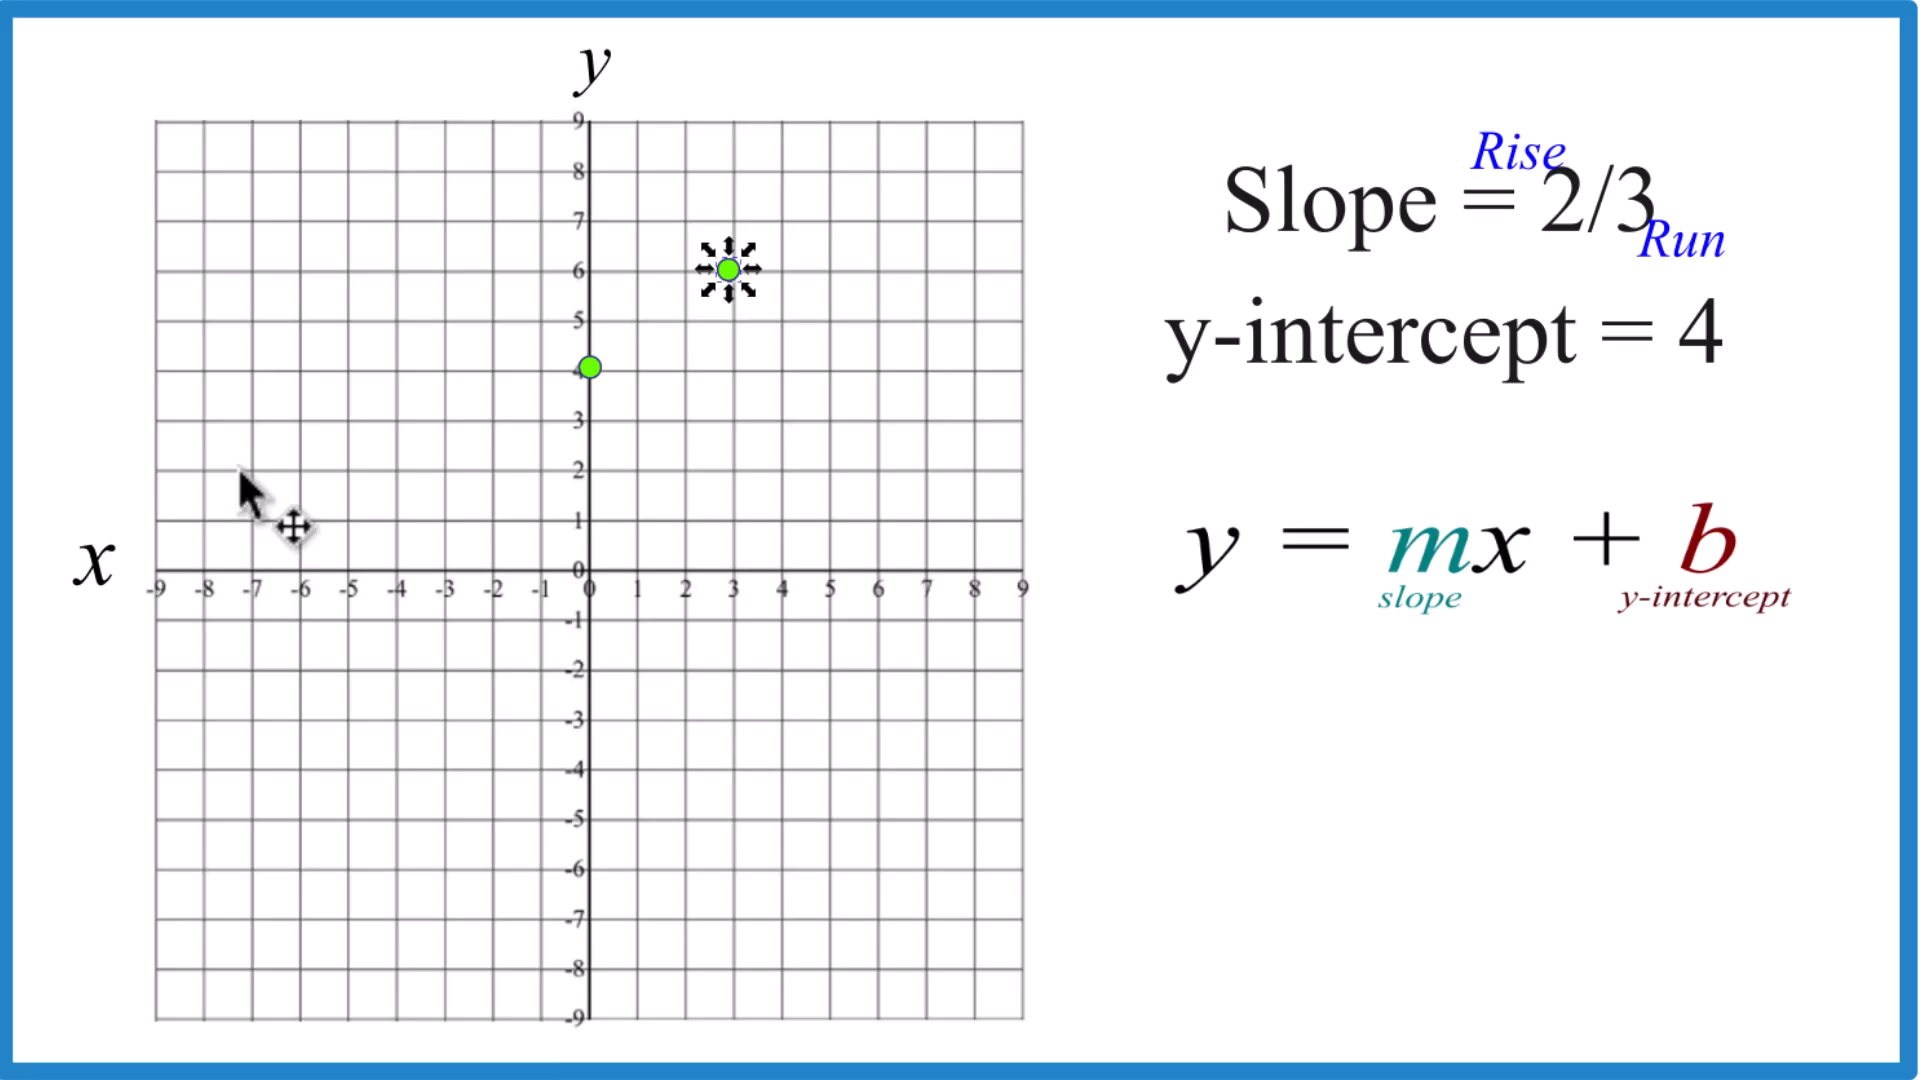 y
9
8
7
6
5
4
3
2
1
x
0
-9 -8 -7 -6 -5 -4 -3 -2 -1 0 1 2 3 4 5 6 7 8 9
-1
-2
-3
-4
-5
-6
-7
-8
-9
Rise
Slope = 2/3
Run
y-intercept = 4
y = mx + b
slope y-intercept